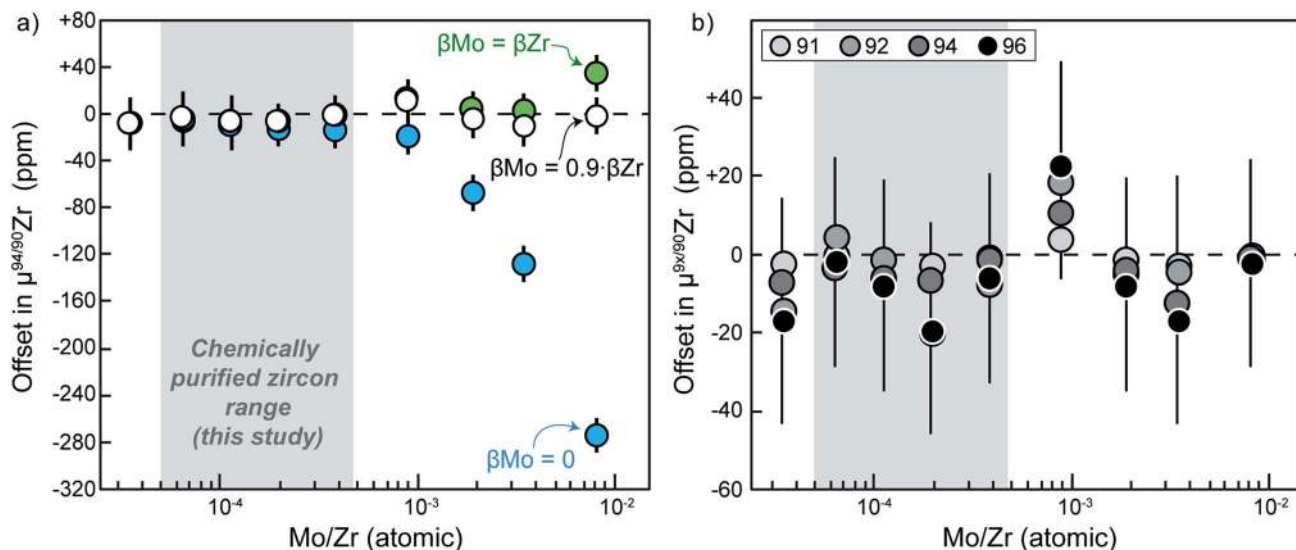 a)
+80
+40
0
-40
-80
-120
-160
-200
-240
-280
-320
Offset in μ⁹⁴/⁹⁰Zr (ppm)
βMo = βZr
βMo = 0.9·βZr
βMo = 0
Chemically
purified zircon
range
(this study)
10⁻⁴
10⁻³
10⁻²
Mo/Zr (atomic)
b)
91 92 94 96
+40
+20
0
-20
-40
-60
Offset in μ⁹ˣ/⁹⁰Zr (ppm)
10⁻⁴
10⁻³
10⁻²
Mo/Zr (atomic)